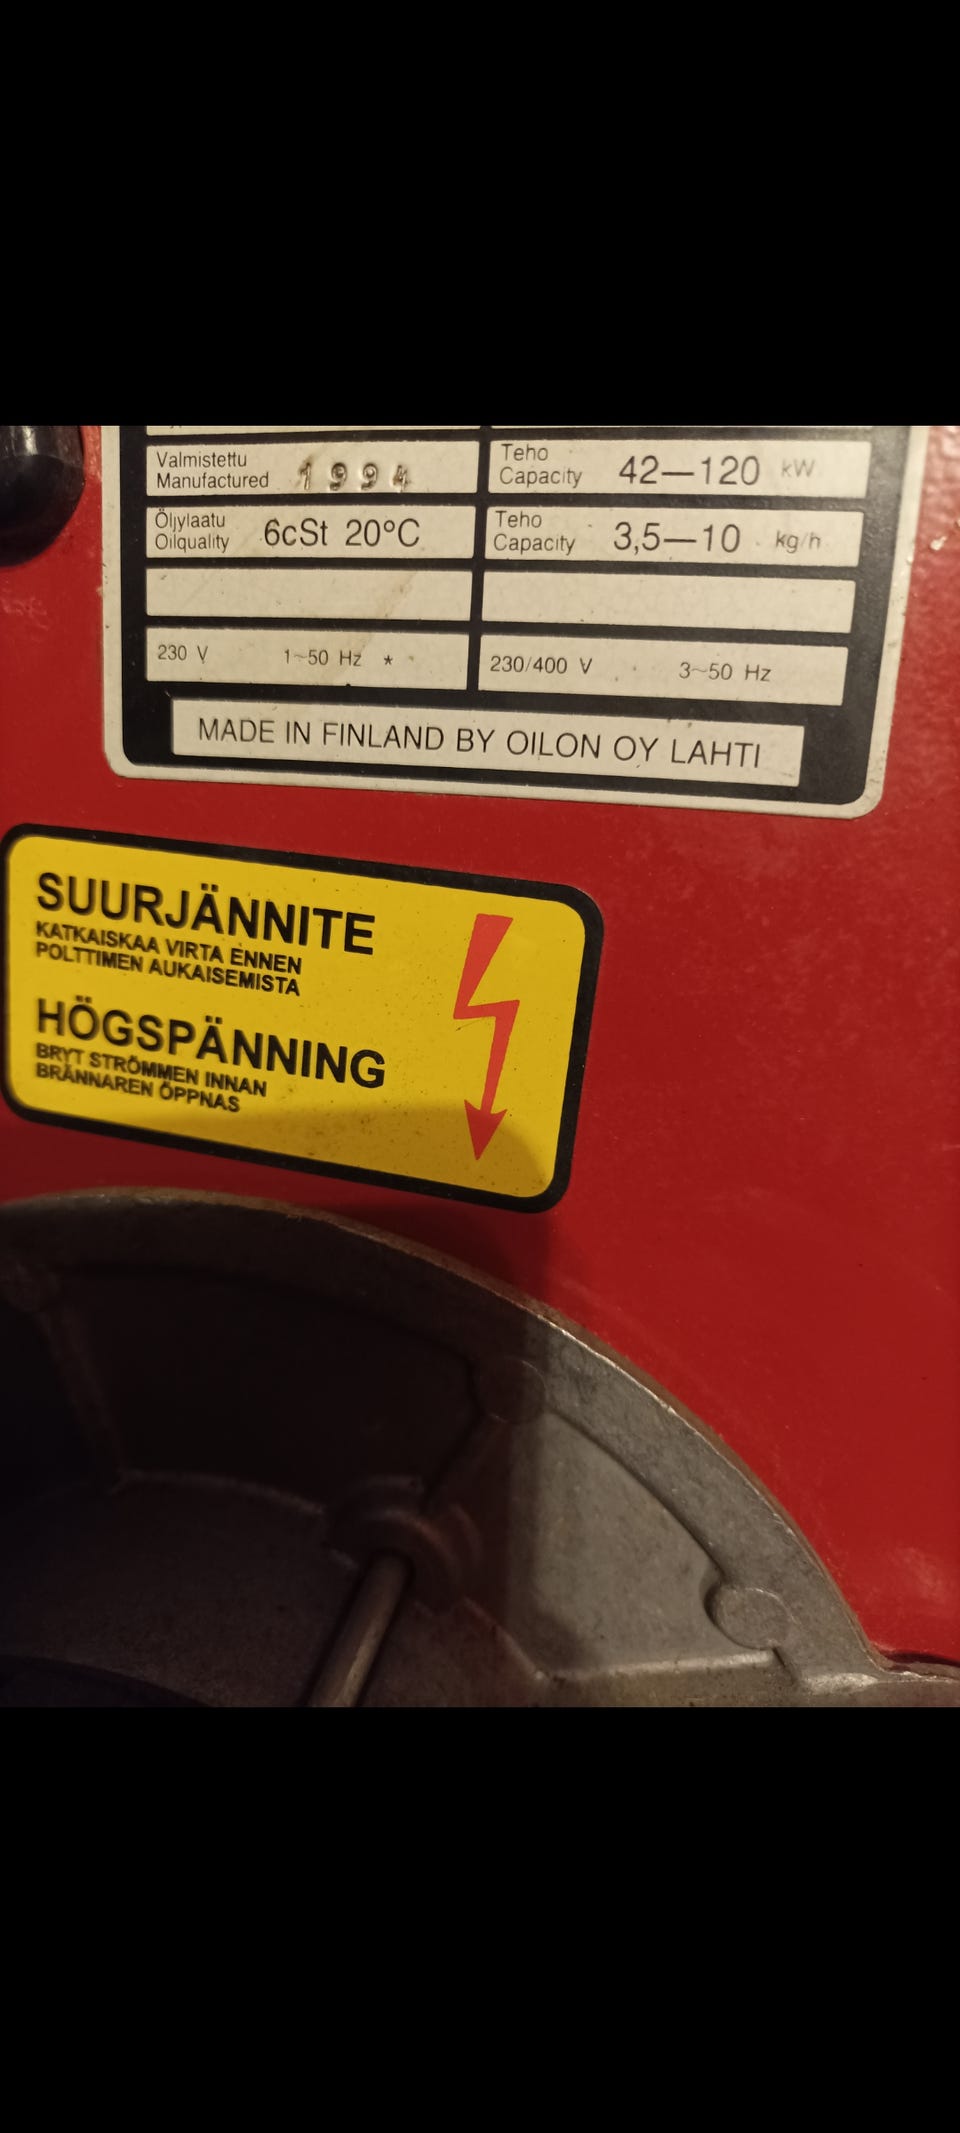 Valmistettu
Manufactured 1994
Teho
Capacity 42—120 kW
Öljylaatu
Oilquality 6cSt 20°C
Teho
Capacity 3,5—10 kg/h
230 V 1~50 Hz *
230/400 V 3~50 Hz
MADE IN FINLAND BY OILON OY LAHTI
SUURJÄNNITE
KATKAISKAA VIRTA ENNEN
POLTTIMEN AUKAISEMISTA
HÖGSPÄNNING
BRYT STRÖMMEN INNAN
BRÄNNAREN ÖPPNAS